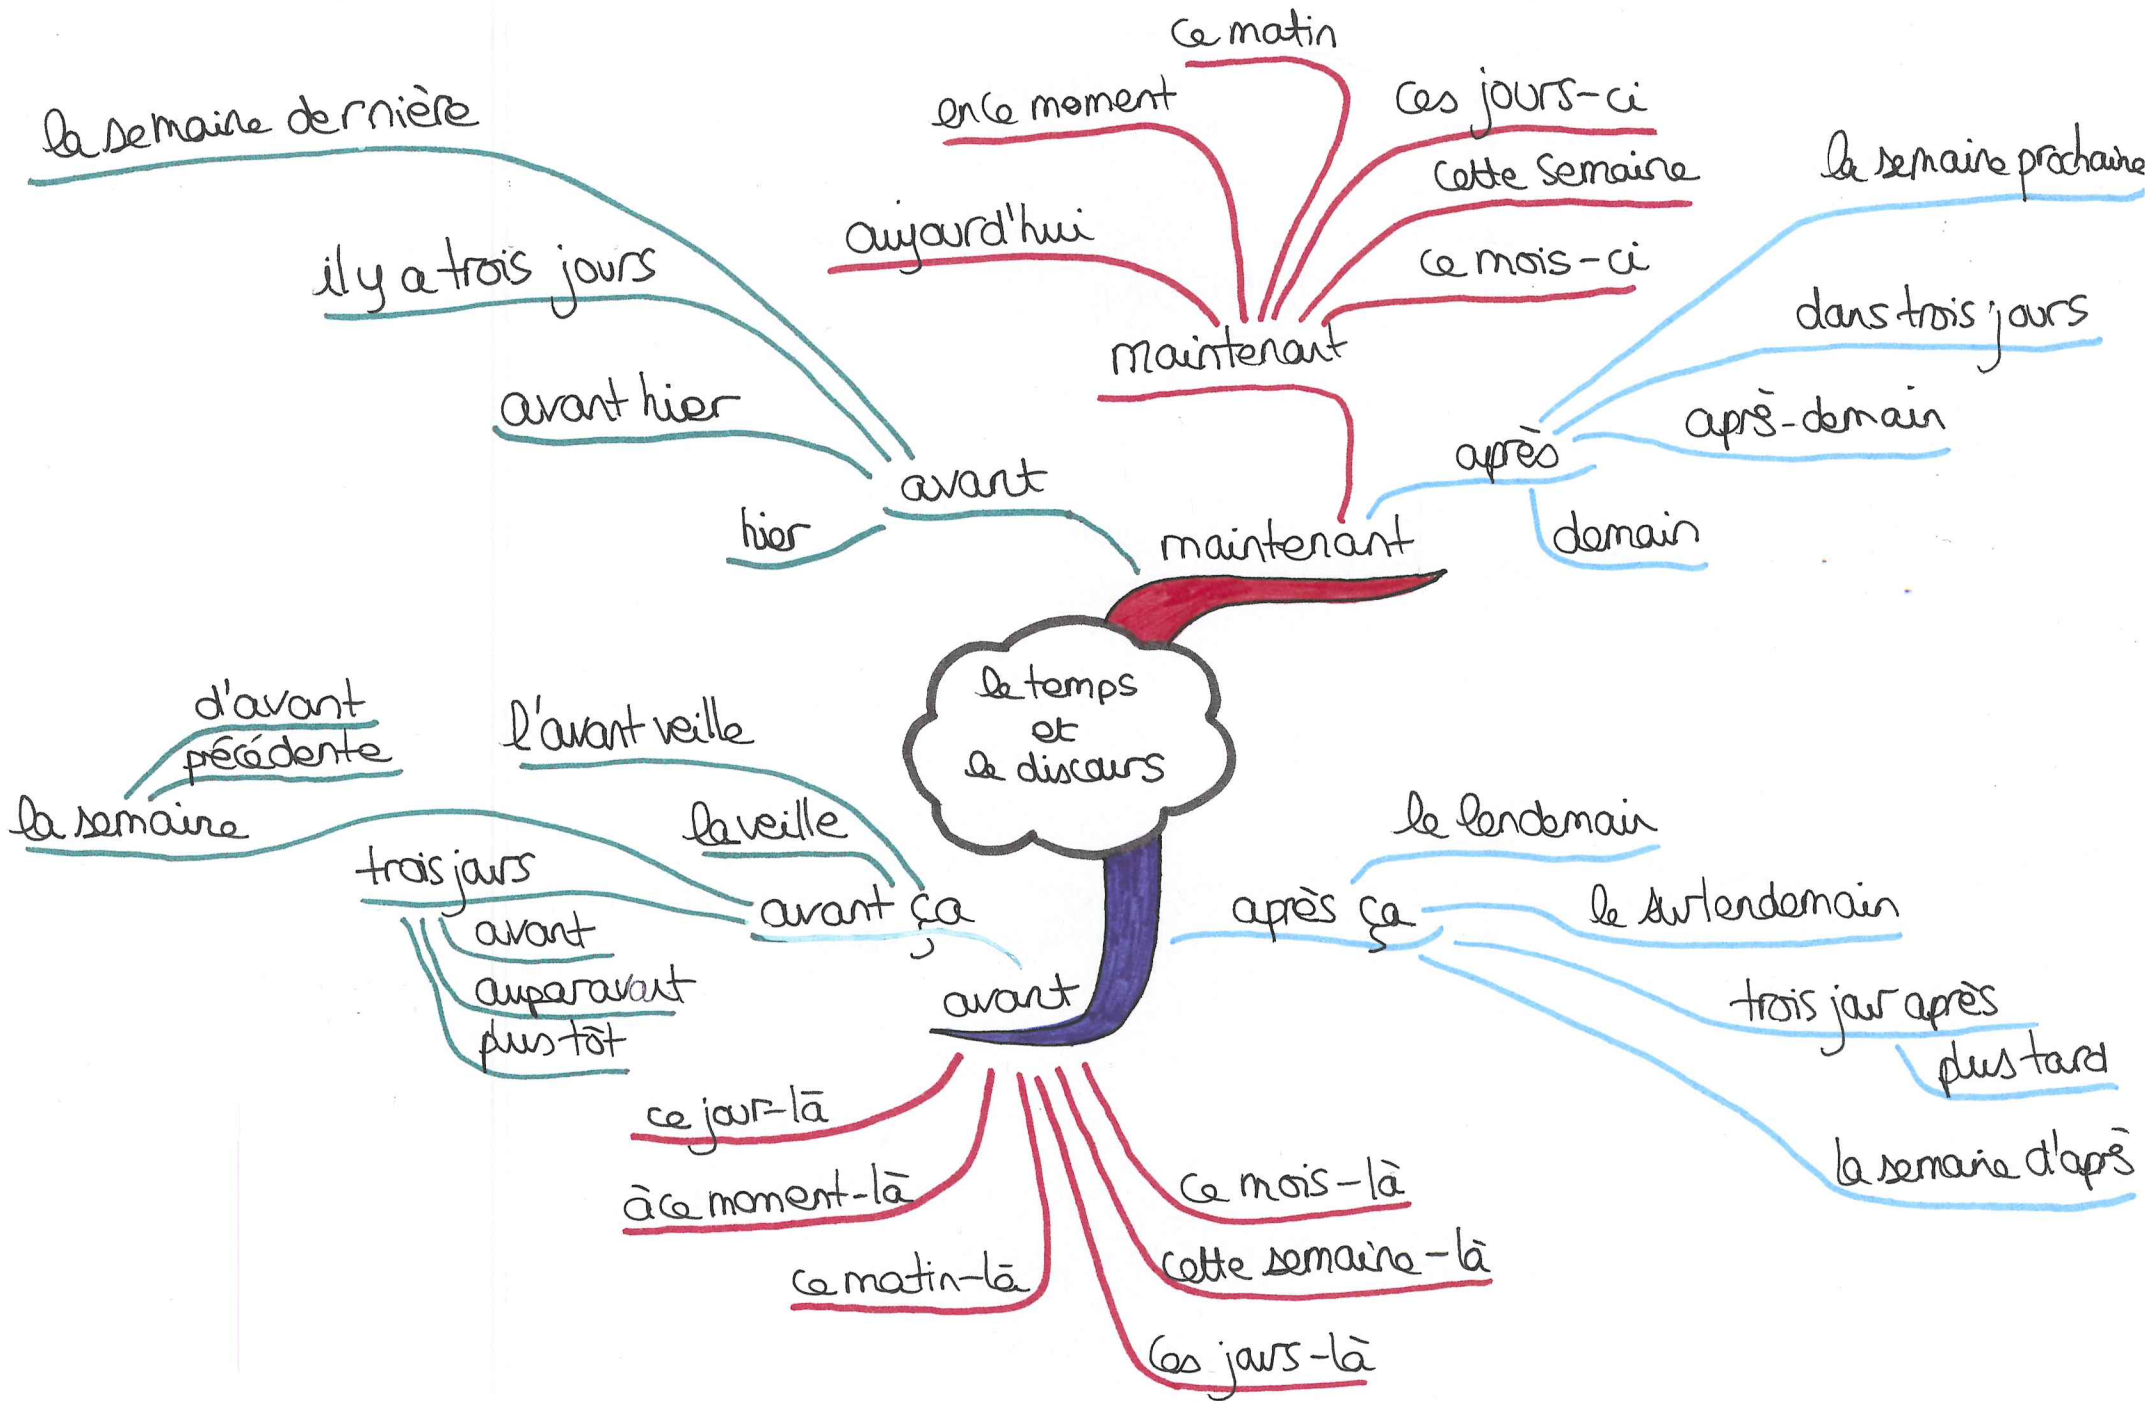 ce matin
en ce moment
ces jours-ci
la semaine dernière
cette semaine
la semaine prochaine
aujourd'hui
il y a trois jours
ce mois-ci
dans trois jours
maintenant
avant hier
après-demain
après
avant
hier
maintenant
demain
le temps
et
le discours
d'avant
précédente
l'avant veille
la semaine
la veille
le lendemain
trois jours
avant ça
après ça
le surlendemain
avant
auparavant
avant
trois jour après
plus tôt
plus tard
ce jour-là
à ce moment-là
ce mois-là
la semaine d'après
ce matin-là
cette semaine-là
ces jours-là